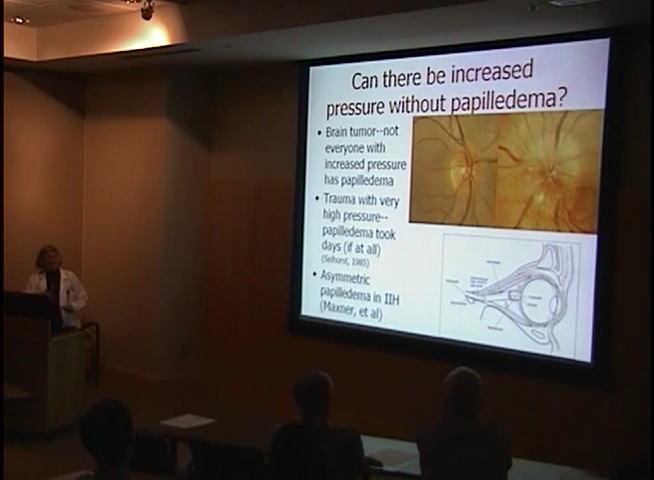 Can there be increased
pressure without papilledema?
• Brain tumor--not
everyone with
increased pressure
has papilledema
• Trauma with very
high pressure--
papilledema took
days (if at all)
(Selhorst, 1985)
• Asymmetric
papilledema in IIH
(Maxner, et al)